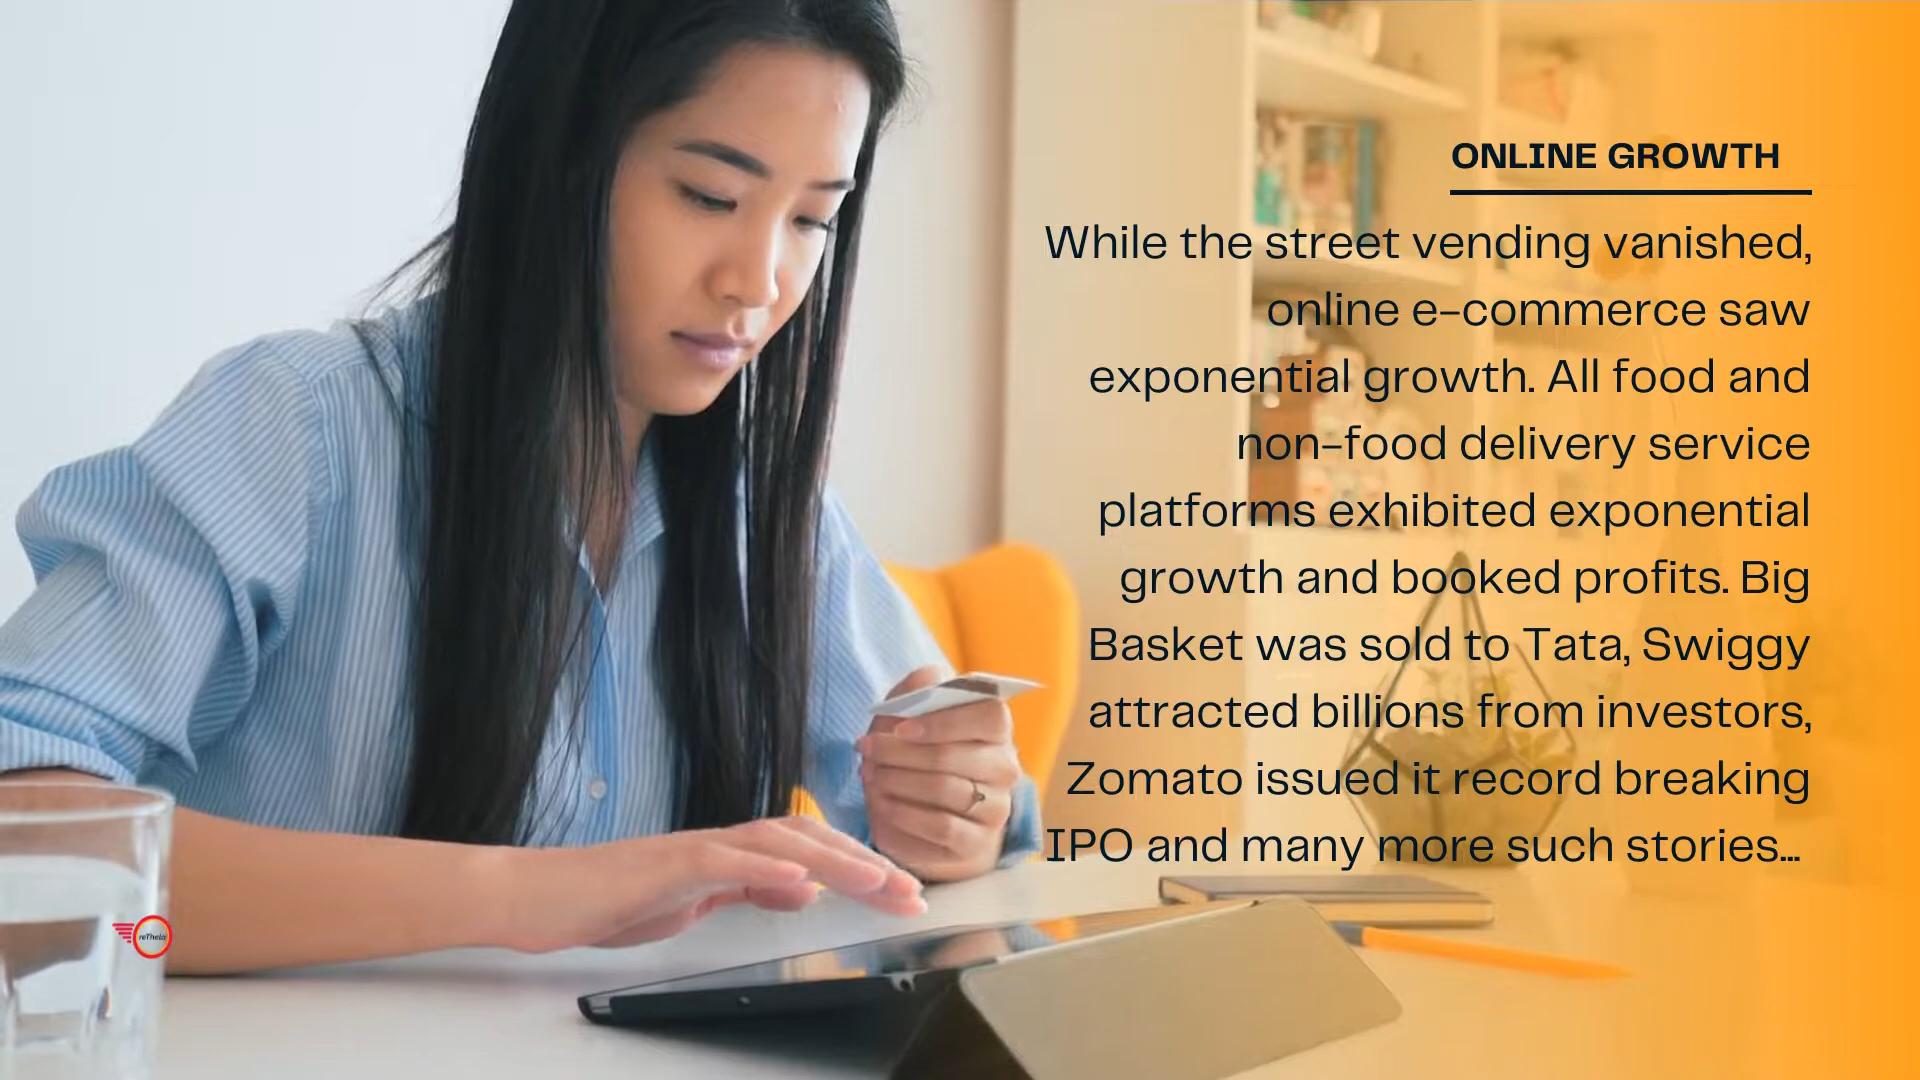 ONLINE GROWTH
While the street vending vanished,
online e-commerce saw
exponential growth. All food and
non-food delivery service
platforms exhibited exponential
growth and booked profits. Big
Basket was sold to Tata, Swiggy
attracted billions from investors,
Zomato issued it record breaking
IPO and many more such stories...
reThela